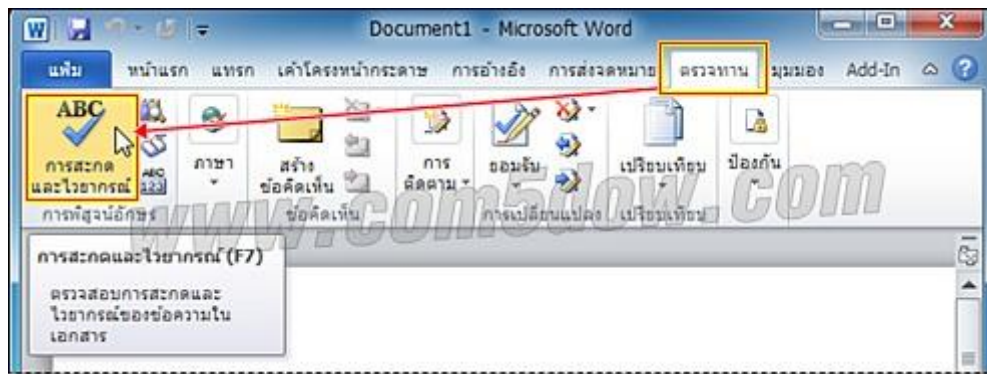 W Document1 - Microsoft Word
แฟ้ม หน้าแรก แทรก เค้าโครงหน้ากระดาษ การอ้างอิง การส่งจดหมาย ตรวจทาน มุมมอง Add-In
ABC
การสะกด
และไวยากรณ์
ABC
123
ภาษา
สร้าง
ข้อคิดเห็น
การ
ติดตาม
ยอมรับ
เปรียบเทียบ
ป้องกัน
การพิสูจน์อักษร ข้อคิดเห็น การเปลี่ยนแปลง เปรียบเทียบ
www.com5dow.com
การสะกดและไวยากรณ์ (F7)
ตรวจสอบการสะกดและ
ไวยากรณ์ของข้อความใน
เอกสาร